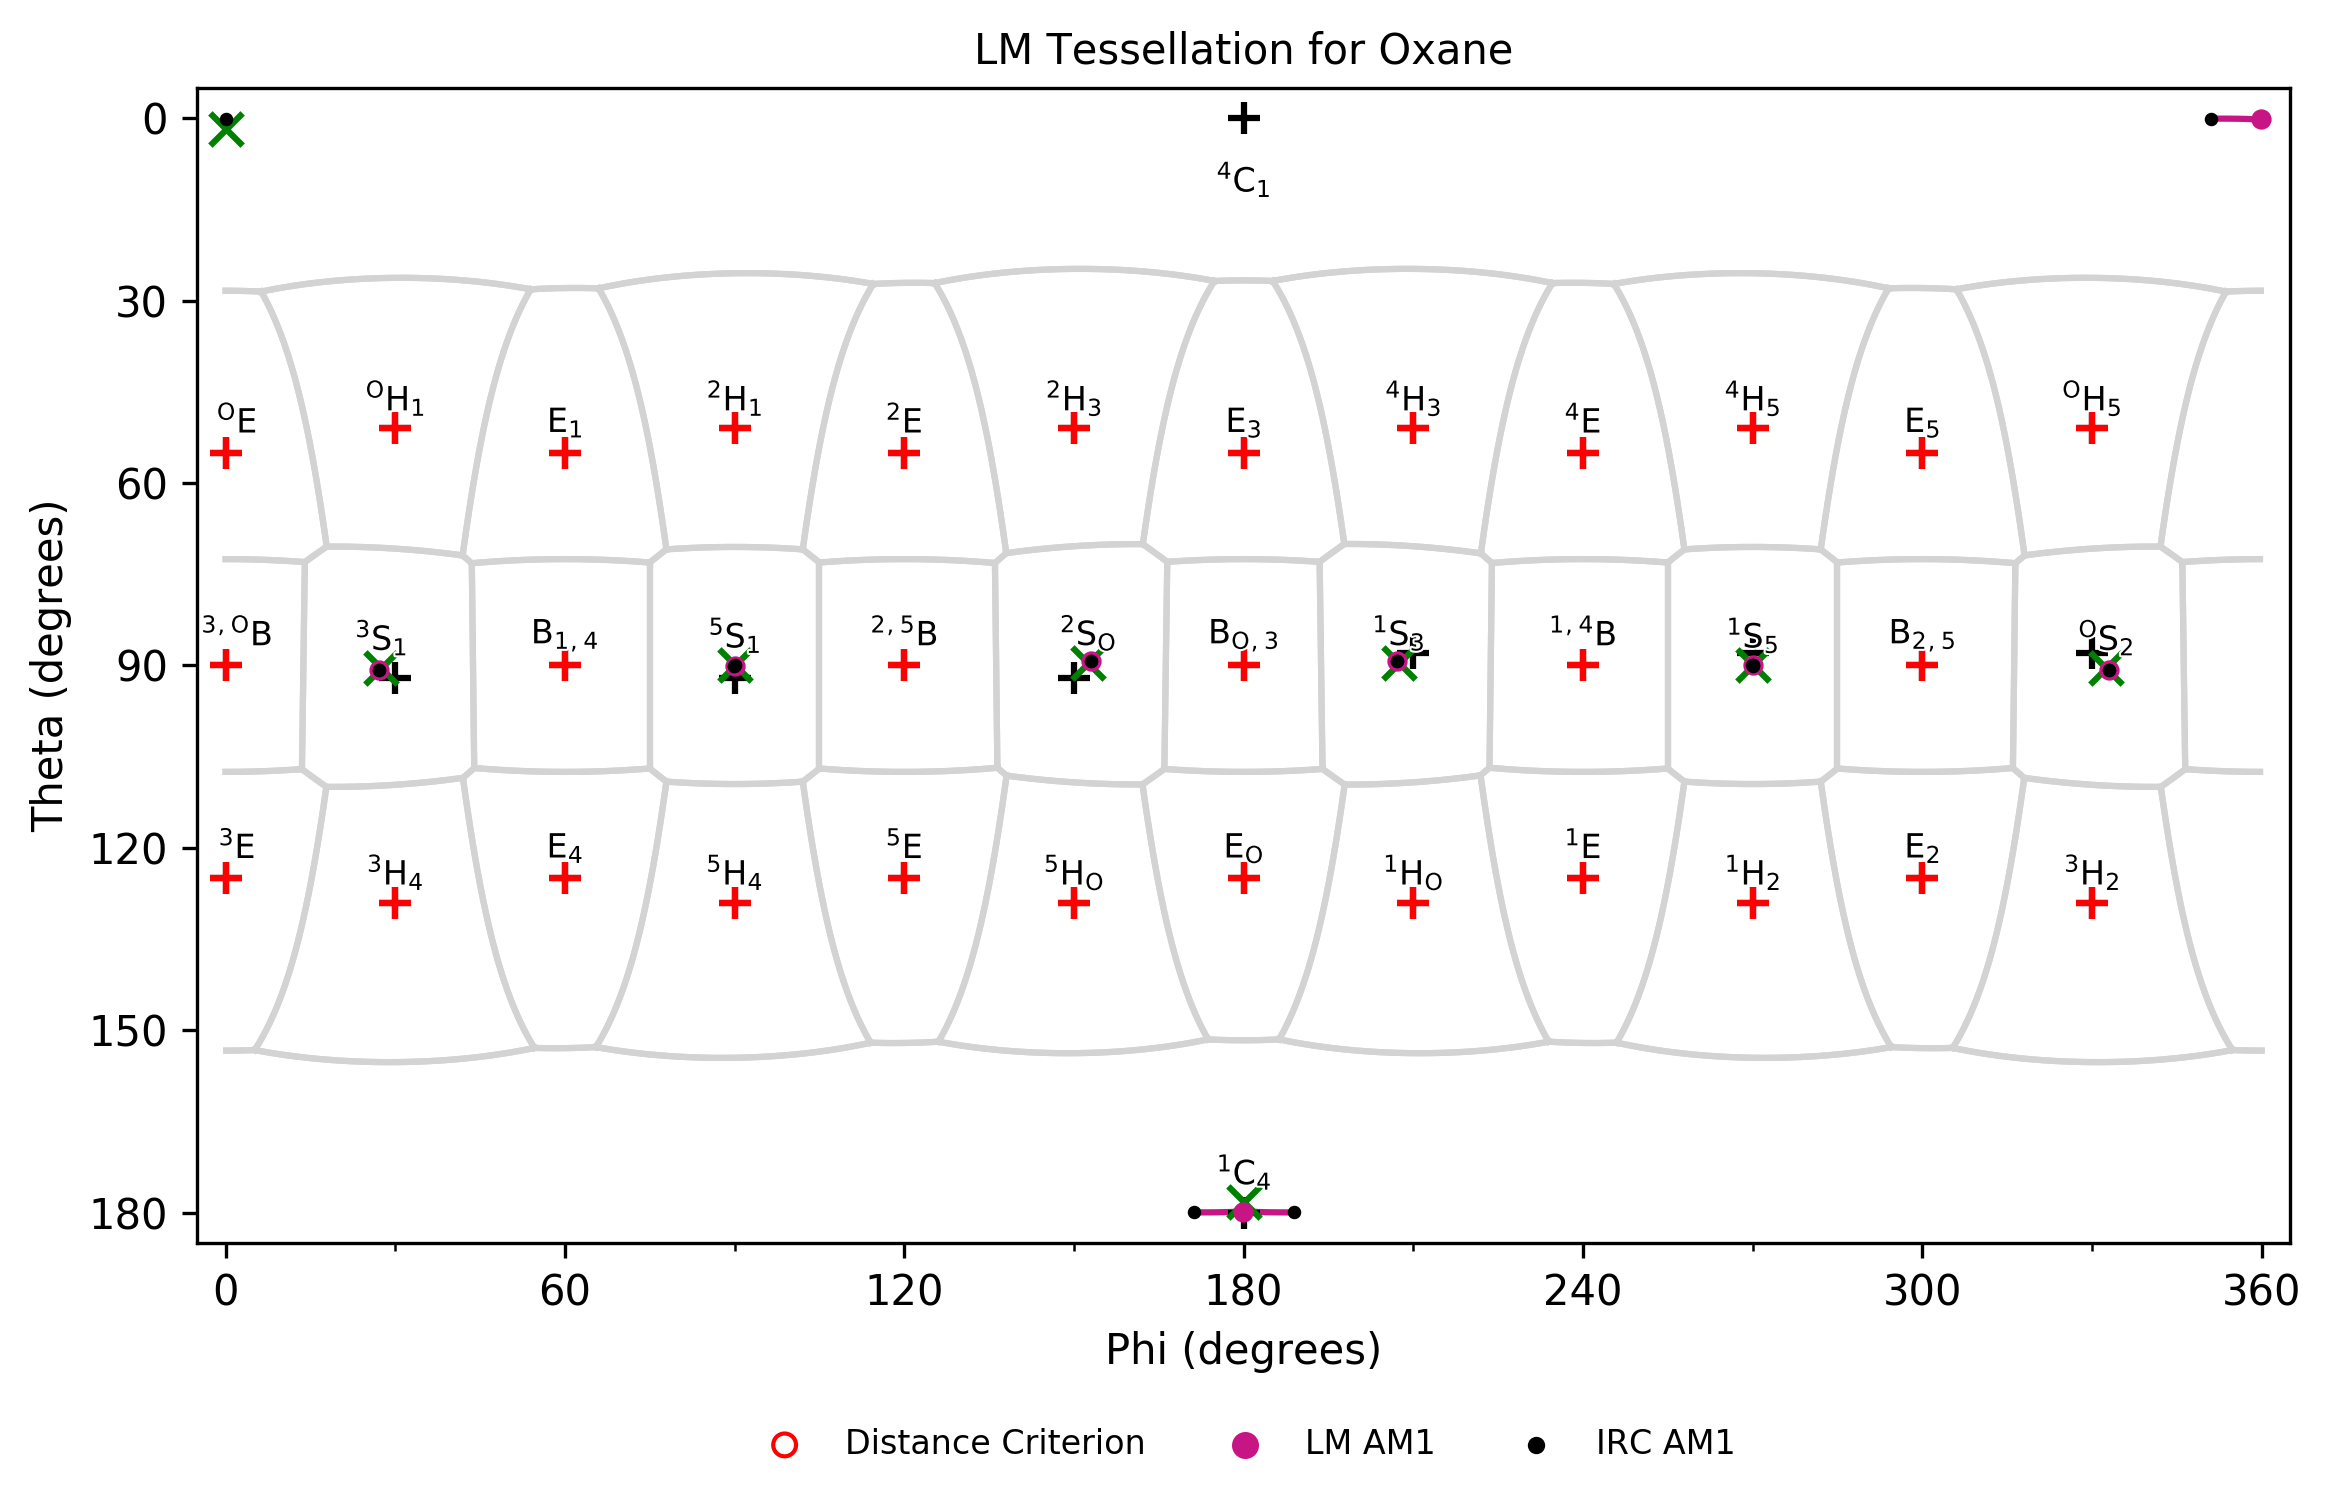 LM Tessellation for Oxane
0
⁴C₁
30
ᴼE ᴼH₁ E₁ ²H₁ ²E ²H₃ E₃ ⁴H₃ ⁴E ⁴H₅ E₅ ᴼH₅
60
Theta (degrees)
³,ᴼB ³S₁ B₁,₄ ⁵S₁ ²,⁵B ²Sₒ Bₒ,₃ ¹S₃ ¹,⁴B ¹S₅ B₂,₅ ᴼS₂
90
120
³E ³H₄ E₄ ⁵H₄ ⁵E ⁵Hₒ Eₒ ¹Hₒ ¹E ¹H₂ E₂ ³H₂
150
¹C₄
180
0 60 120 180 240 300 360
Phi (degrees)
Distance Criterion LM AM1 IRC AM1